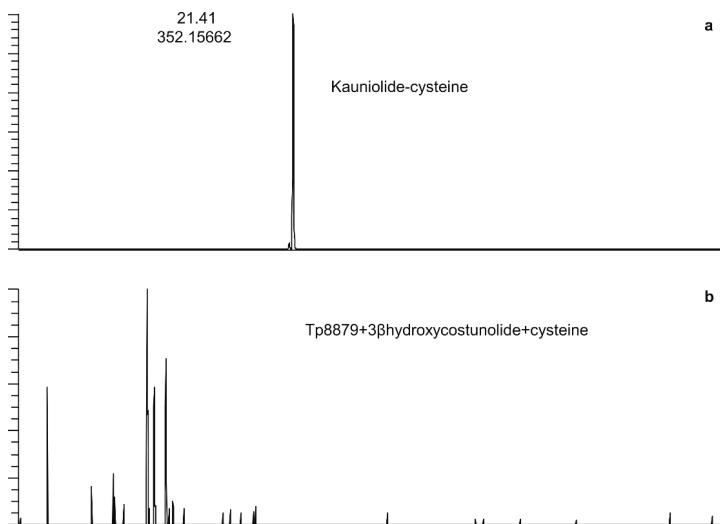 21.41
352.15662
a
Kauniolide-cysteine
b
Tp8879+3βhydroxycostunolide+cysteine